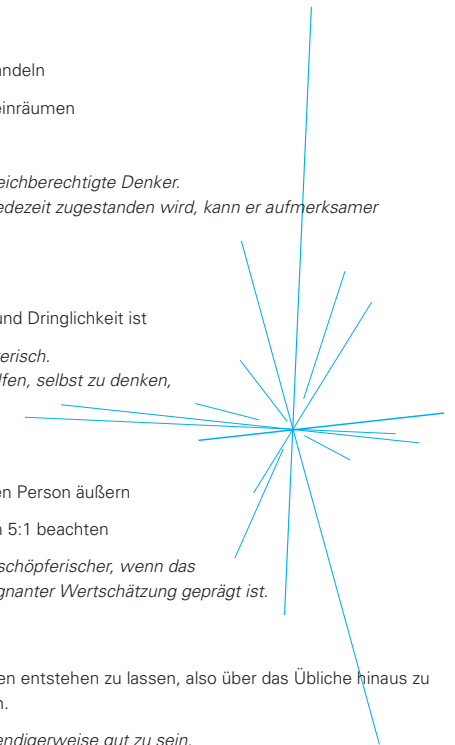 andeln
einräumen
eichberechtigte Denker.
edezeit zugestanden wird, kann er aufmerksamer
und Dringlichkeit ist
erisch.
lfen, selbst zu denken,
en Person äußern
n 5:1 beachten
schöpferischer, wenn das
gnanter Wertschätzung geprägt ist.
en entstehen zu lassen, also über das Übliche hinaus zu
n.
endigerweise gut zu sein.